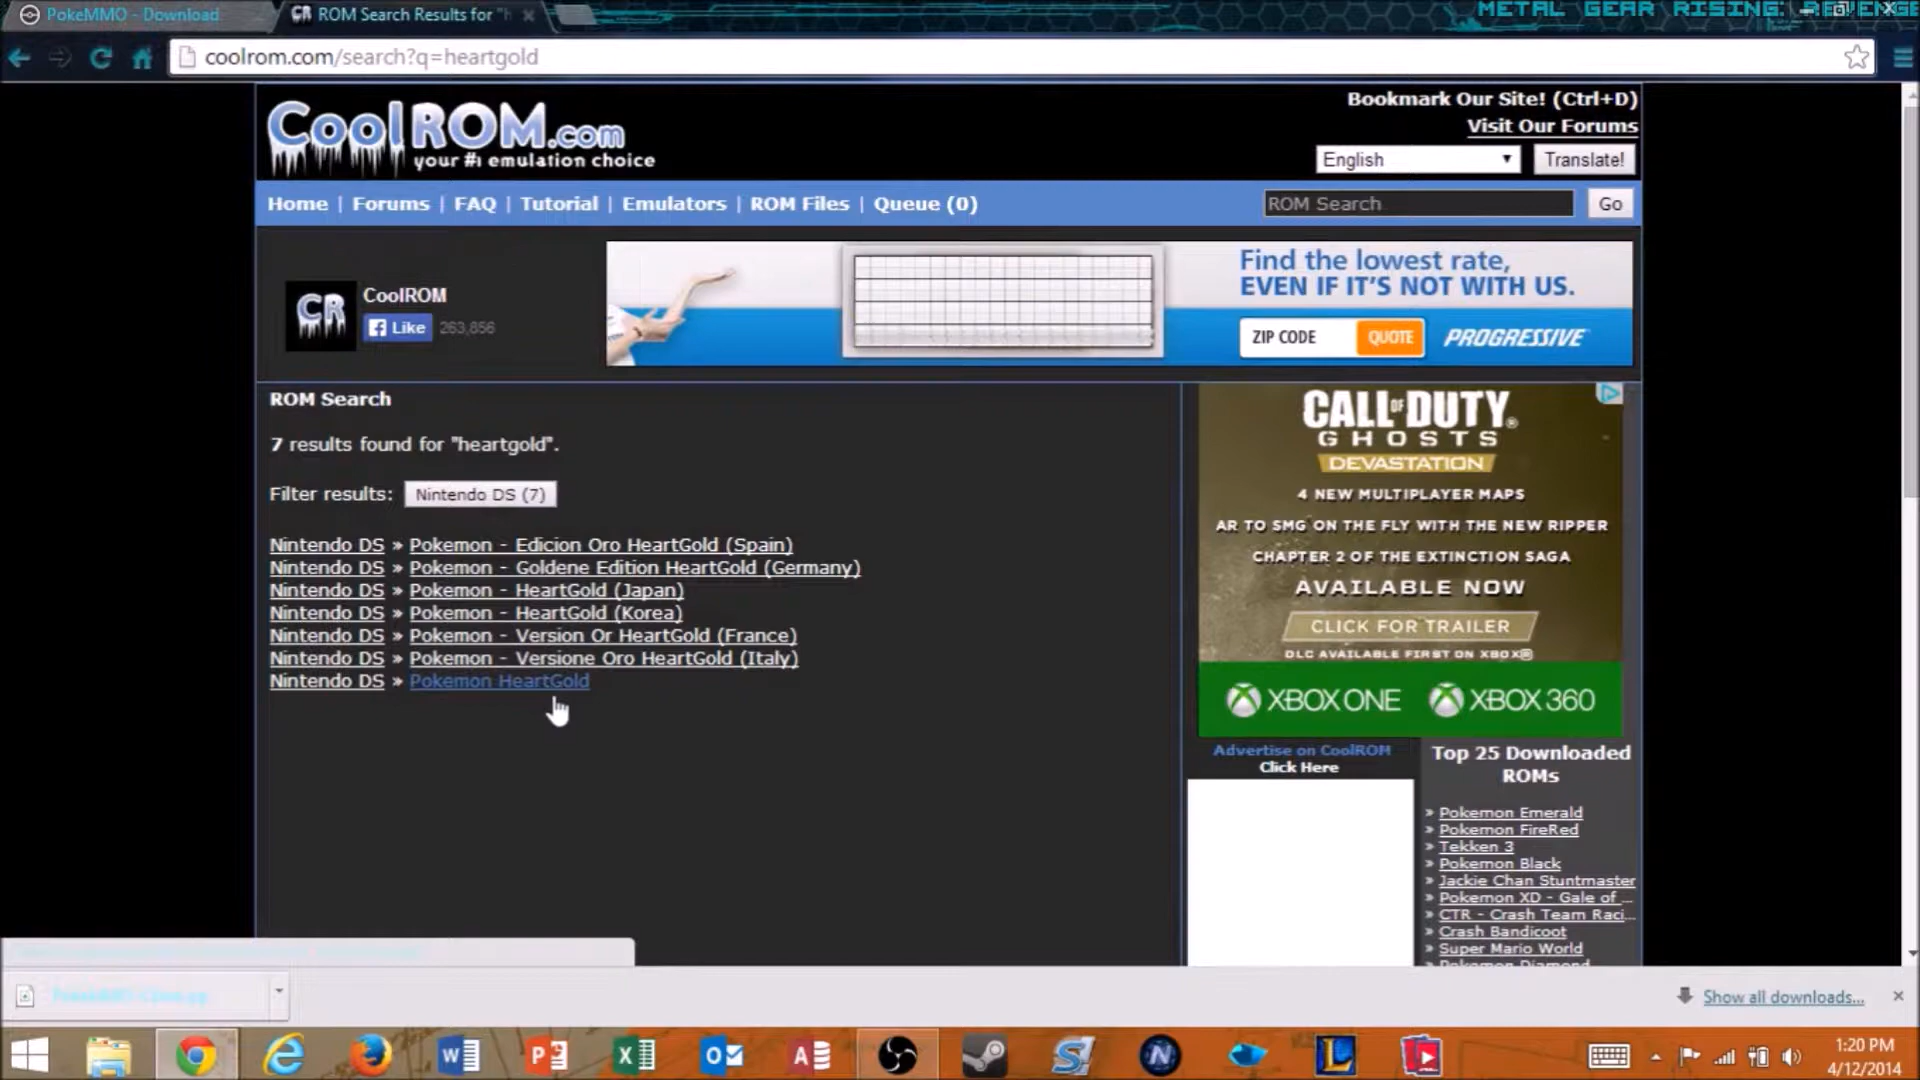 PokeMMO - Download
ROM Search Results for "h
METAL GEAR RISING: REVENGE
coolrom.com/search?q=heartgold
Bookmark Our Site! (Ctrl+D)
Visit Our Forums
CoolROM.com
your #1 emulation choice
English
Translate!
Home | Forums | FAQ | Tutorial | Emulators | ROM Files | Queue (0)
ROM Search
Go
CR
CoolROM
Like 263,856
Find the lowest rate,
EVEN IF IT'S NOT WITH US.
ZIP CODE
QUOTE
PROGRESSIVE
ROM Search
7 results found for "heartgold".
Filter results: Nintendo DS (7)
Nintendo DS » Pokemon - Edicion Oro HeartGold (Spain)
Nintendo DS » Pokemon - Goldene Edition HeartGold (Germany)
Nintendo DS » Pokemon - HeartGold (Japan)
Nintendo DS » Pokemon - HeartGold (Korea)
Nintendo DS » Pokemon - Version Or HeartGold (France)
Nintendo DS » Pokemon - Versione Oro HeartGold (Italy)
Nintendo DS » Pokemon HeartGold
CALL OF DUTY®
GHOSTS
DEVASTATION
4 NEW MULTIPLAYER MAPS
AR TO SMG ON THE FLY WITH THE NEW RIPPER
CHAPTER 2 OF THE EXTINCTION SAGA
AVAILABLE NOW
CLICK FOR TRAILER
DLC AVAILABLE FIRST ON XBOX®
XBOX ONE XBOX 360
Advertise on CoolROM
Click Here
Top 25 Downloaded
ROMs
» Pokemon Emerald
» Pokemon FireRed
» Tekken 3
» Pokemon Black
» Jackie Chan Stuntmaster
» Pokemon XD - Gale of ...
» CTR - Crash Team Raci...
» Crash Bandicoot
» Super Mario World
Pokemon Diamond
Show all downloads...
1:20 PM
4/12/2014